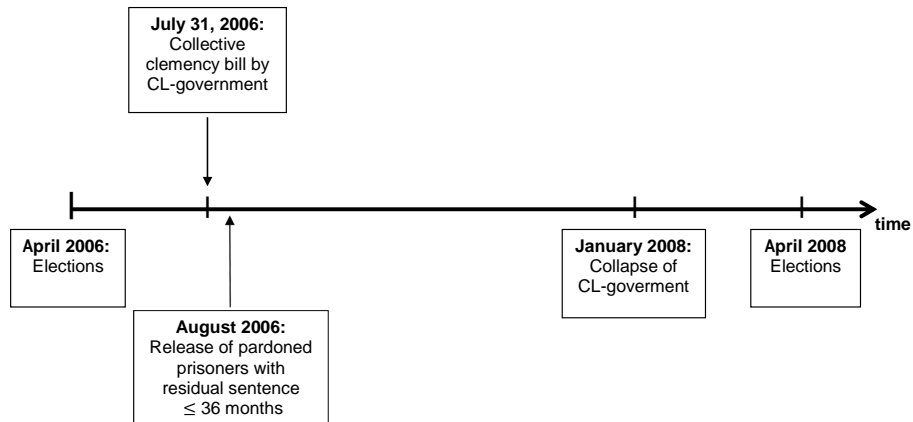 July 31, 2006:
Collective
clemency bill by
CL-government
time
April 2006:
Elections
January 2008:
Collapse of
CL-goverment
April 2008
Elections
August 2006:
Release of pardoned
prisoners with
residual sentence
≤ 36 months